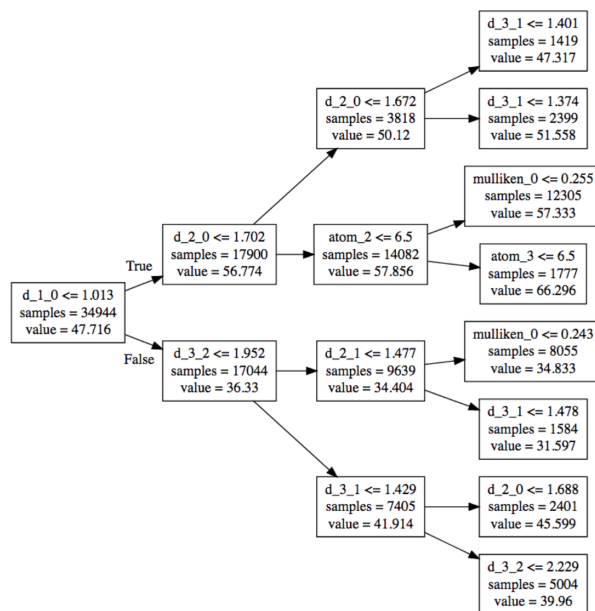 d_3_1 <= 1.401
samples = 1419
value = 47.317
d_2_0 <= 1.672
samples = 3818
value = 50.12
d_3_1 <= 1.374
samples = 2399
value = 51.558
mulliken_0 <= 0.255
samples = 12305
value = 57.333
d_2_0 <= 1.702
samples = 17900
value = 56.774
atom_2 <= 6.5
samples = 14082
value = 57.856
atom_3 <= 6.5
samples = 1777
value = 66.296
True
d_1_0 <= 1.013
samples = 34944
value = 47.716
False
mulliken_0 <= 0.243
samples = 8055
value = 34.833
d_3_2 <= 1.952
samples = 17044
value = 36.33
d_2_1 <= 1.477
samples = 9639
value = 34.404
d_3_1 <= 1.478
samples = 1584
value = 31.597
d_3_1 <= 1.429
samples = 7405
value = 41.914
d_2_0 <= 1.688
samples = 2401
value = 45.599
d_3_2 <= 2.229
samples = 5004
value = 39.96